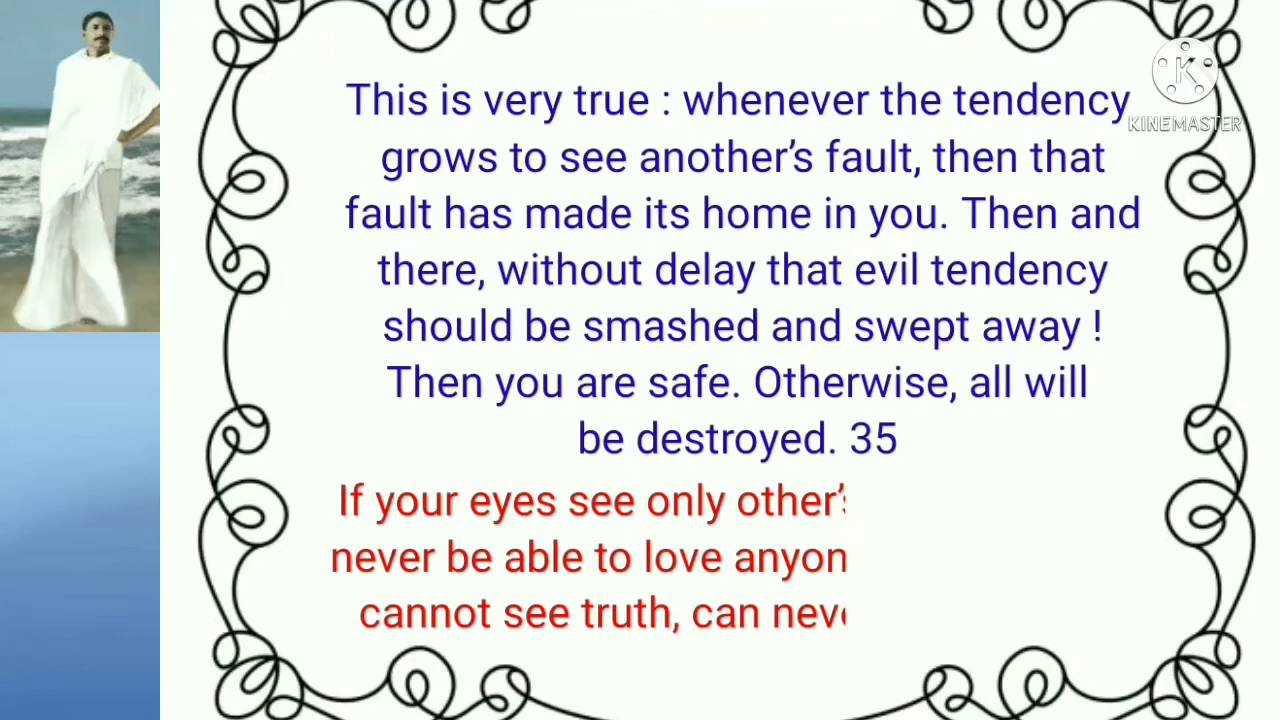 This is very true : whenever the tendency
grows to see another’s fault, then that
fault has made its home in you. Then and
there, without delay that evil tendency
should be smashed and swept away !
Then you are safe. Otherwise, all will
be destroyed. 35
If your eyes see only other’s
never be able to love anyon
cannot see truth, can neve
KINEMASTER